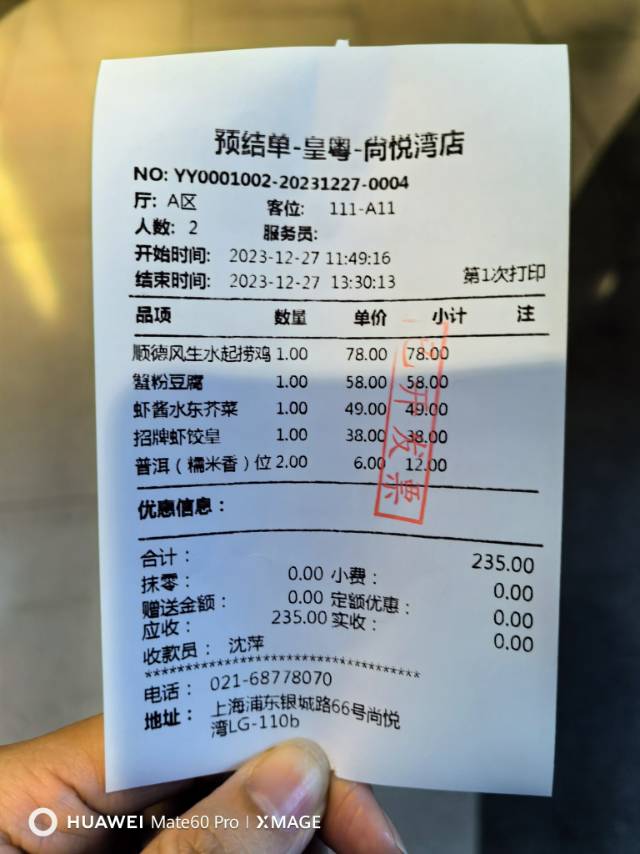 预结单-皇粤-尚悦湾店
NO: YY0001002-20231227-0004
厅: A区 客位: 111-A11
人数: 2 服务员:
开始时间: 2023-12-27 11:49:16
结束时间: 2023-12-27 13:30:13 第1次打印
品项 数量 单价 小计 注
顺德风生水起捞鸡 1.00 78.00 78.00
蟹粉豆腐 1.00 58.00 58.00
虾酱水东芥菜 1.00 49.00 49.00
招牌虾饺皇 1.00 38.00 38.00
普洱（糯米香）位 2.00 6.00 12.00
已开发票
优惠信息：
合计： 235.00
抹零： 0.00 小费： 0.00
赠送金额： 0.00 定额优惠： 0.00
应收： 235.00 实收： 0.00
收款员： 沈萍
****************************************
电话： 021-68778070
地址： 上海浦东银城路66号尚悦
湾LG-110b
HUAWEI Mate60 Pro | XMAGE